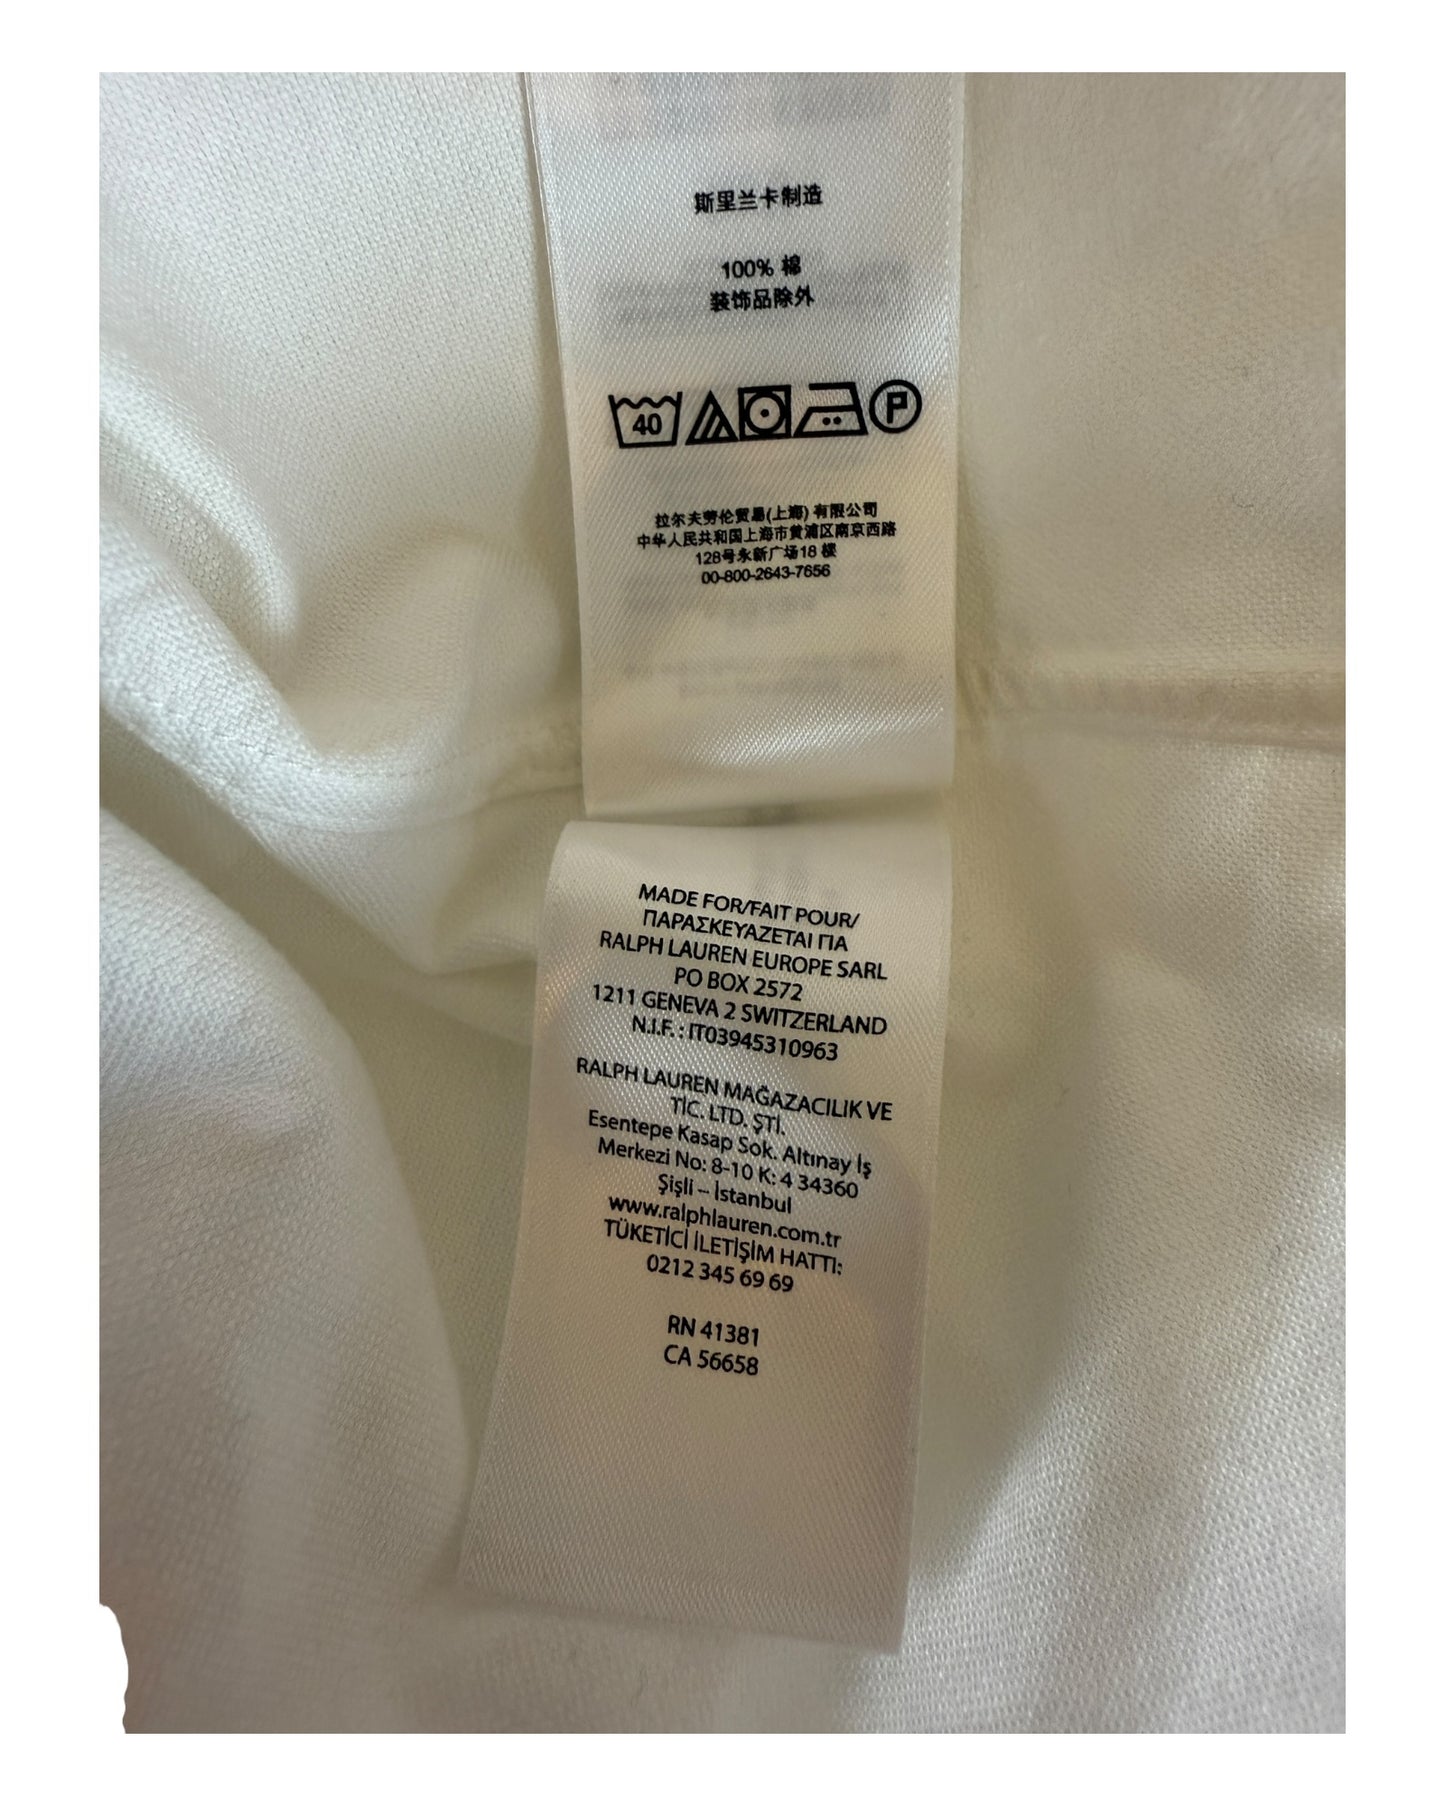 斯里兰卡制造
100% 棉
装饰品除外
40
P
拉尔夫劳伦贸易(上海) 有限公司
中华人民共和国上海市黄浦区南京西路
128号永新广场18 楼
00-800-2643-7656
MADE FOR/FAIT POUR/
ΠΑΡΑΣΚΕΥΑΖΕΤΑΙ ΓΙΑ
RALPH LAUREN EUROPE SARL
PO BOX 2572
1211 GENEVA 2 SWITZERLAND
N.I.F. : IT03945310963
RALPH LAUREN MAĞAZACILIK VE
TİC. LTD. ŞTİ.
Esentepe Kasap Sok. Altınay İş
Merkezi No: 8-10 K: 4 34360
Şişli – İstanbul
www.ralphlauren.com.tr
TÜKETİCİ İLETİŞİM HATTI:
0212 345 69 69
RN 41381
CA 56658